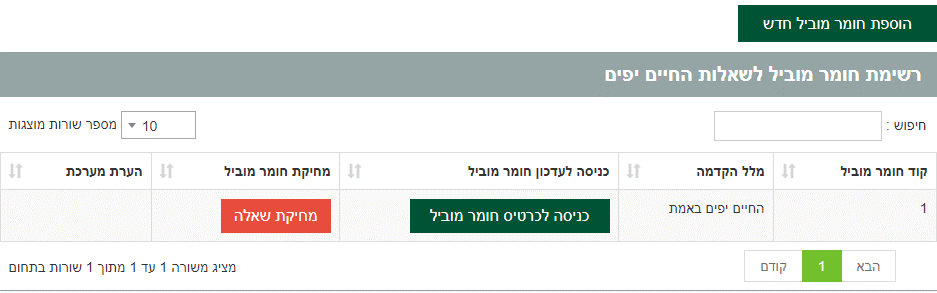 הוספת חומר מוביל חדש
רשימת חומר מוביל לשאלות החיים יפים
חיפוש :
10 מספר שורות מוצגות
קוד חומר מוביל מלל הקדמה כניסה לעדכון חומר מוביל מחיקת חומר מוביל הערת מערכת
1 החיים יפים באמת כניסה לכרטיס חומר מוביל מחיקת שאלה
הבא 1 קודם
מציג משורה 1 עד 1 מתוך 1 שורות בתחום